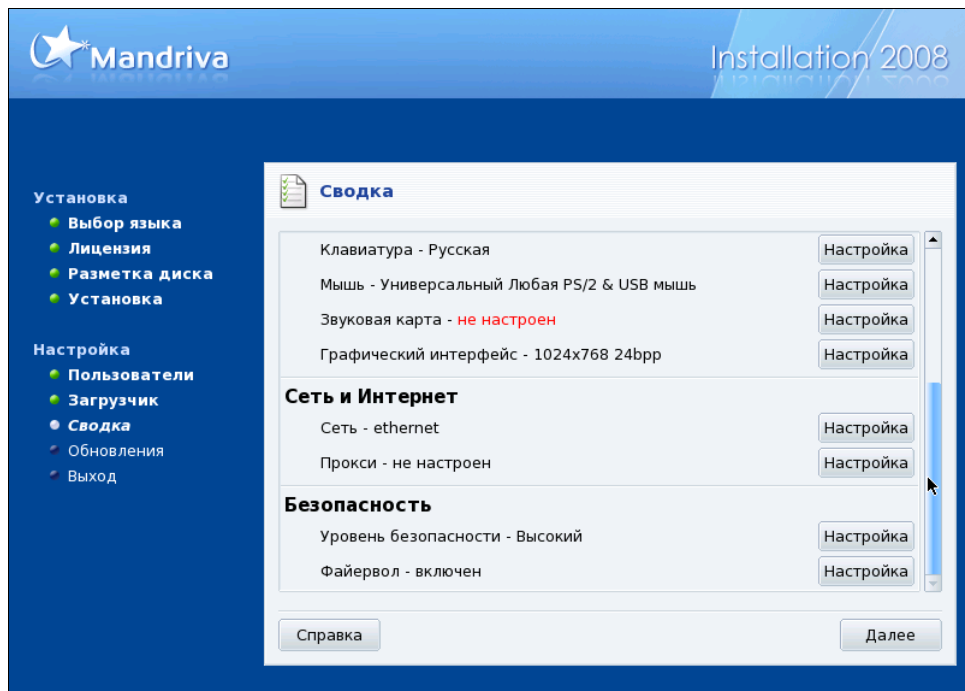 Mandriva
Installation 2008
Установка
Выбор языка
Лицензия
Разметка диска
Установка
Настройка
Пользователи
Загрузчик
Сводка
Обновления
Выход
Сводка
Клавиатура - Русская Настройка
Мышь - Универсальный Любая PS/2 & USB мышь Настройка
Звуковая карта - не настроен Настройка
Графический интерфейс - 1024x768 24bpp Настройка
Сеть и Интернет
Сеть - ethernet Настройка
Прокси - не настроен Настройка
Безопасность
Уровень безопасности - Высокий Настройка
Файервол - включен Настройка
Справка Далее